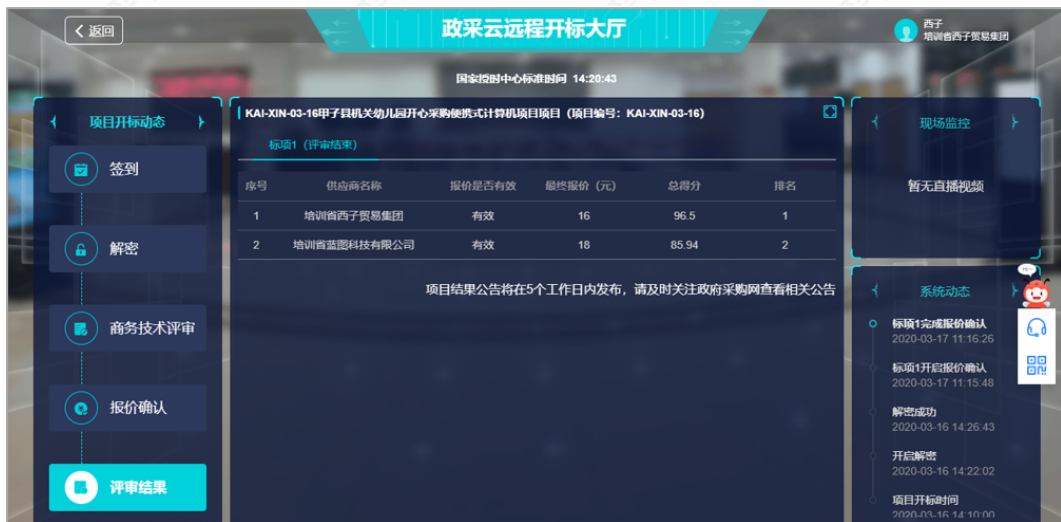 返回
政采云远程开标大厅
西子
培训省西子贸易集团
国家授时中心标准时间 14:20:43
项目开标动态
签到
解密
商务技术评审
报价确认
评审结果
KAI-XIN-03-16甲子县机关幼儿园开心采购便携式计算机项目项目（项目编号：KAI-XIN-03-16）
标项1（评审结束）
序号 供应商名称 报价是否有效 最终报价（元） 总得分 排名
1 培训省西子贸易集团 有效 16 96.5 1
2 培训省蓝图科技有限公司 有效 18 85.94 2
项目结果公告将在5个工作日内发布，请及时关注政府采购网查看相关公告
现场监控
暂无直播视频
系统动态
标项1完成报价确认
2020-03-17 11:16:26
标项1开启报价确认
2020-03-17 11:15:48
解密成功
2020-03-16 14:26:43
开启解密
2020-03-16 14:22:02
项目开标时间
2020-03-16 14:10:00